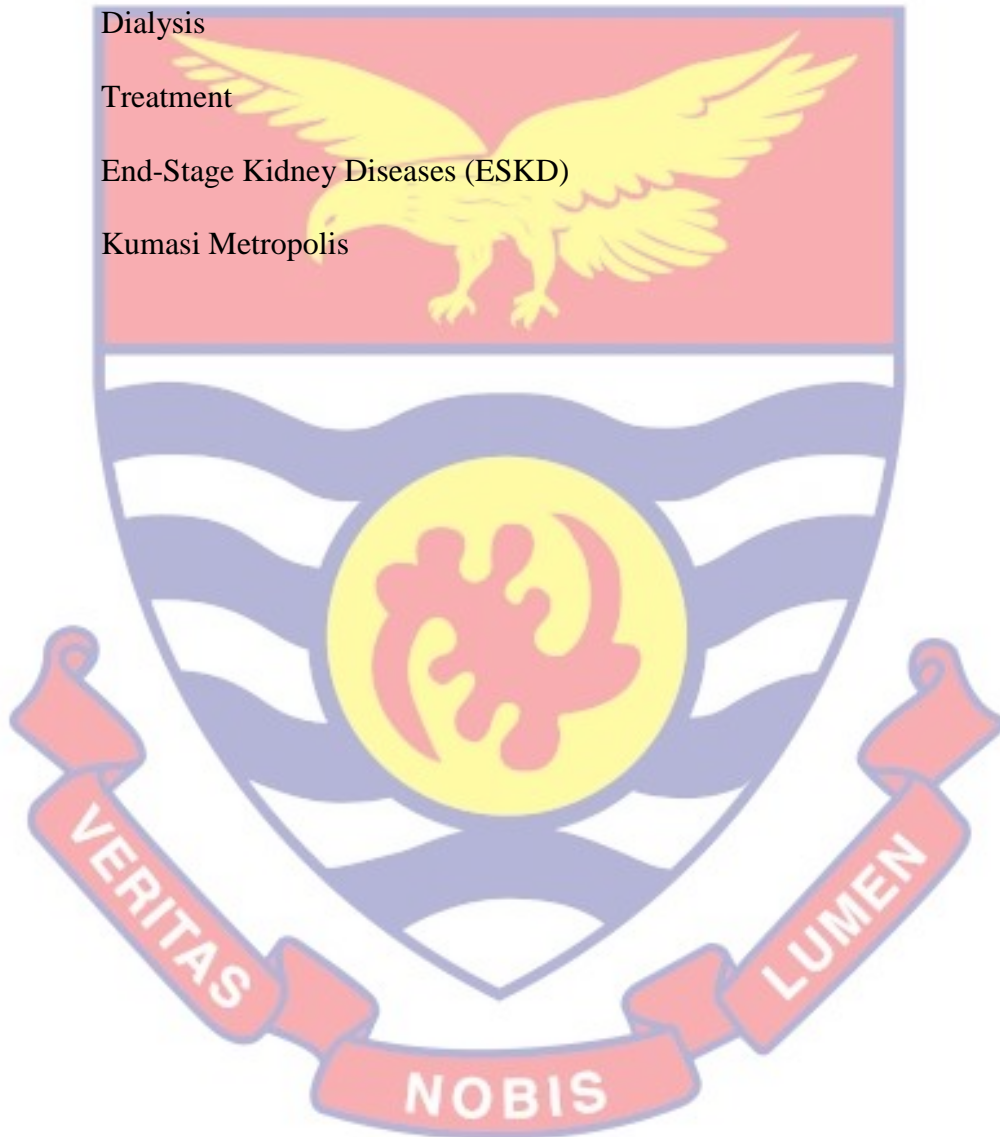 Dialysis
Treatment
End-Stage Kidney Diseases (ESKD)
Kumasi Metropolis
VERITAS
NOBIS
LUMEN